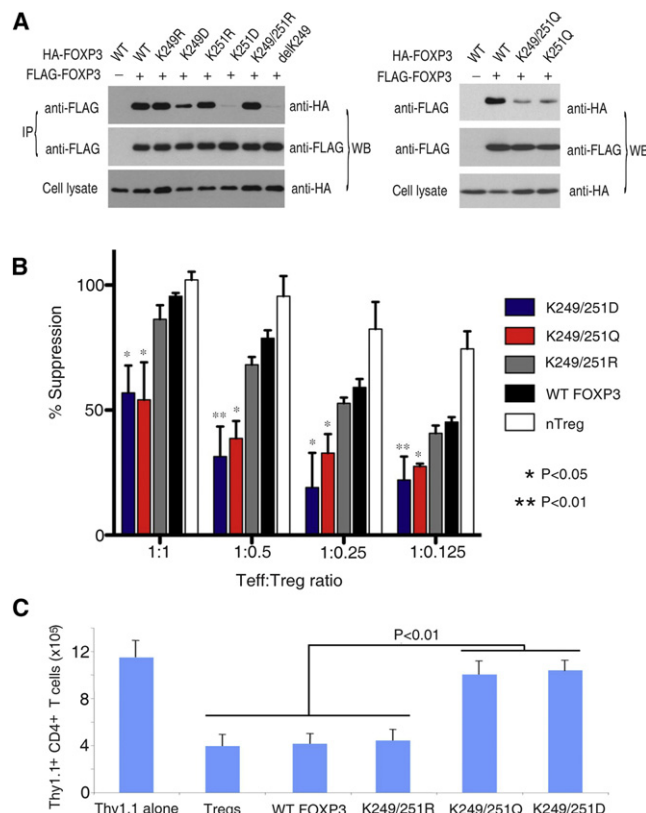 A
HA-FOXP3 WT WT K249R K249D K251R K251D K249/251R delK249
FLAG-FOXP3 – + + + + + + +
IP
anti-FLAG anti-HA
anti-FLAG anti-FLAG
Cell lysate anti-HA
WB
HA-FOXP3 WT WT K249/251Q K251Q
FLAG-FOXP3 – + + +
anti-FLAG anti-HA
anti-FLAG anti-FLAG
Cell lysate anti-HA
WB
B
% Suppression
100
50
0
* * ** * * * ** *
1:1 1:0.5 1:0.25 1:0.125
Teff:Treg ratio
K249/251D
K249/251Q
K249/251R
WT FOXP3
nTreg
* P<0.05
** P<0.01
C
Thy1.1+ CD4+ T cells (x10⁵)
12
8
4
0
P<0.01
Thy1.1 alone Tregs WT FOXP3 K249/251R K249/251Q K249/251D